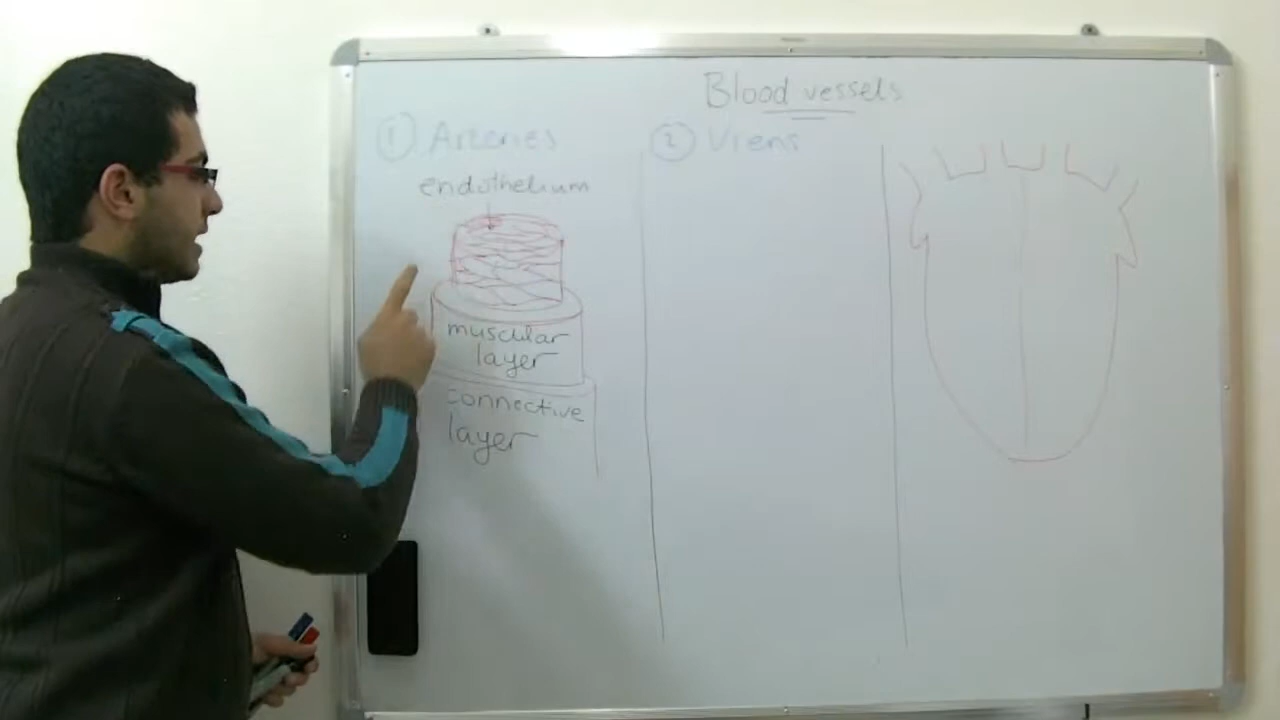 Blood vessels
① Arteries
② Viens
endothelium
muscular
layer
connective
layer